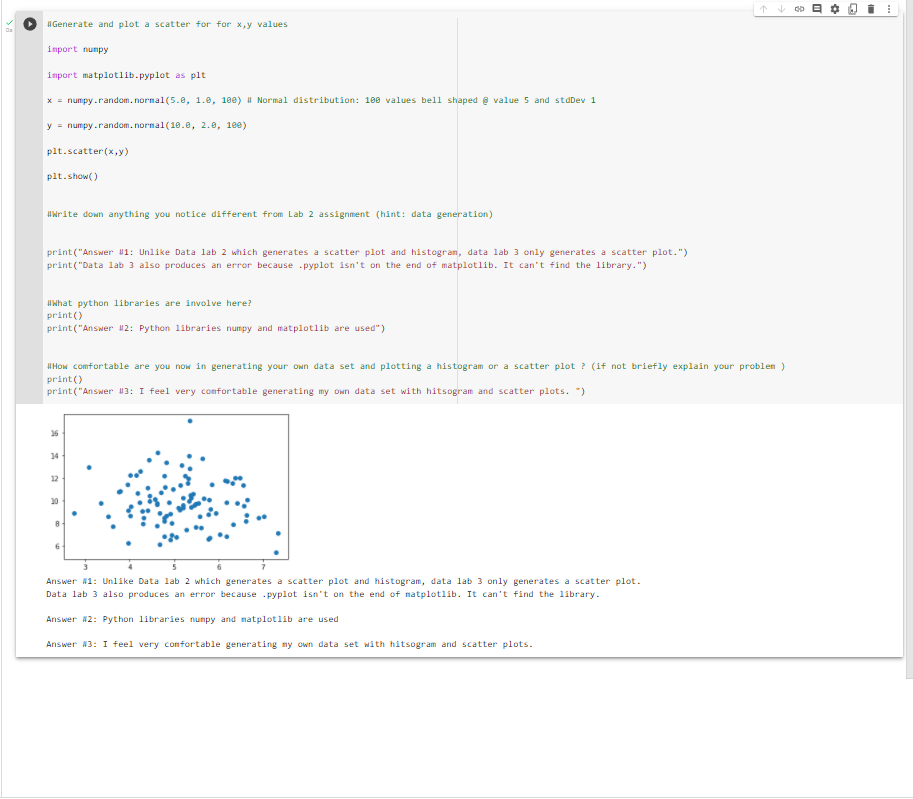 #Generate and plot a scatter for for x,y values
import numpy
import matplotlib.pyplot as plt
x = numpy.random.normal(5.0, 1.0, 100) # Normal distribution: 100 values bell shaped @ value 5 and stdDev 1
y = numpy.random.normal(10.0, 2.0, 100)
plt.scatter(x,y)
plt.show()
#Write down anything you notice different from Lab 2 assignment (hint: data generation)
print("Answer #1: Unlike Data lab 2 which generates a scatter plot and histogram, data lab 3 only generates a scatter plot.")
print("Data lab 3 also produces an error because .pyplot isn't on the end of matplotlib. It can't find the library.")
#What python libraries are involve here?
print()
print("Answer #2: Python libraries numpy and matplotlib are used")
#How comfortable are you now in generating your own data set and plotting a histogram or a scatter plot ? (if not briefly explain your problem )
print()
print("Answer #3: I feel very comfortable generating my own data set with hitsogram and scatter plots. ")
16
14
12
10
8
6
3 4 5 6 7
Answer #1: Unlike Data lab 2 which generates a scatter plot and histogram, data lab 3 only generates a scatter plot.
Data lab 3 also produces an error because .pyplot isn't on the end of matplotlib. It can't find the library.
Answer #2: Python libraries numpy and matplotlib are used
Answer #3: I feel very comfortable generating my own data set with hitsogram and scatter plots.